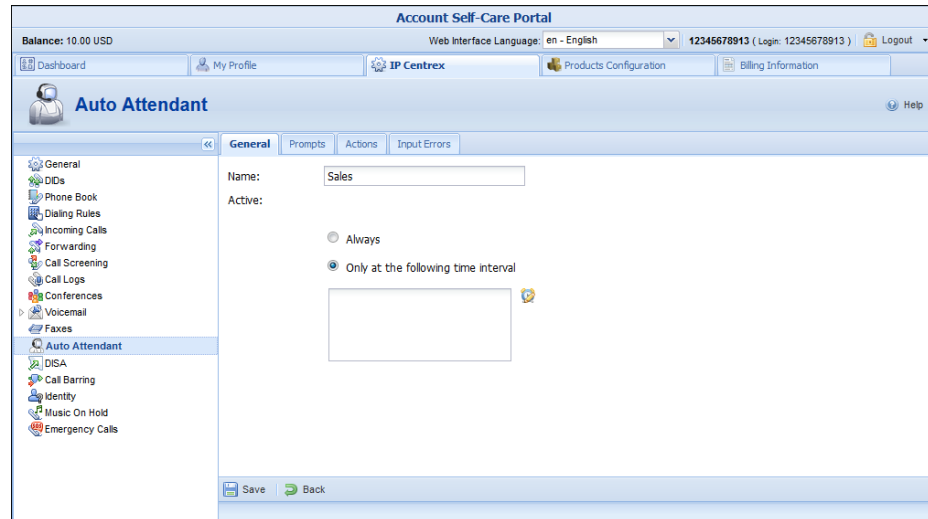 Account Self-Care Portal
Balance: 10.00 USD Web Interface Language: en - English 12345678913 ( Login: 12345678913 ) Logout
Dashboard My Profile IP Centrex Products Configuration Billing Information
Auto Attendant Help
General Prompts Actions Input Errors
General
DIDs
Phone Book
Dialing Rules
Incoming Calls
Forwarding
Call Screening
Call Logs
Conferences
Voicemail
Faxes
Auto Attendant
DISA
Call Barring
Identity
Music On Hold
Emergency Calls
Name: Sales
Active:
Always
Only at the following time interval
Save Back